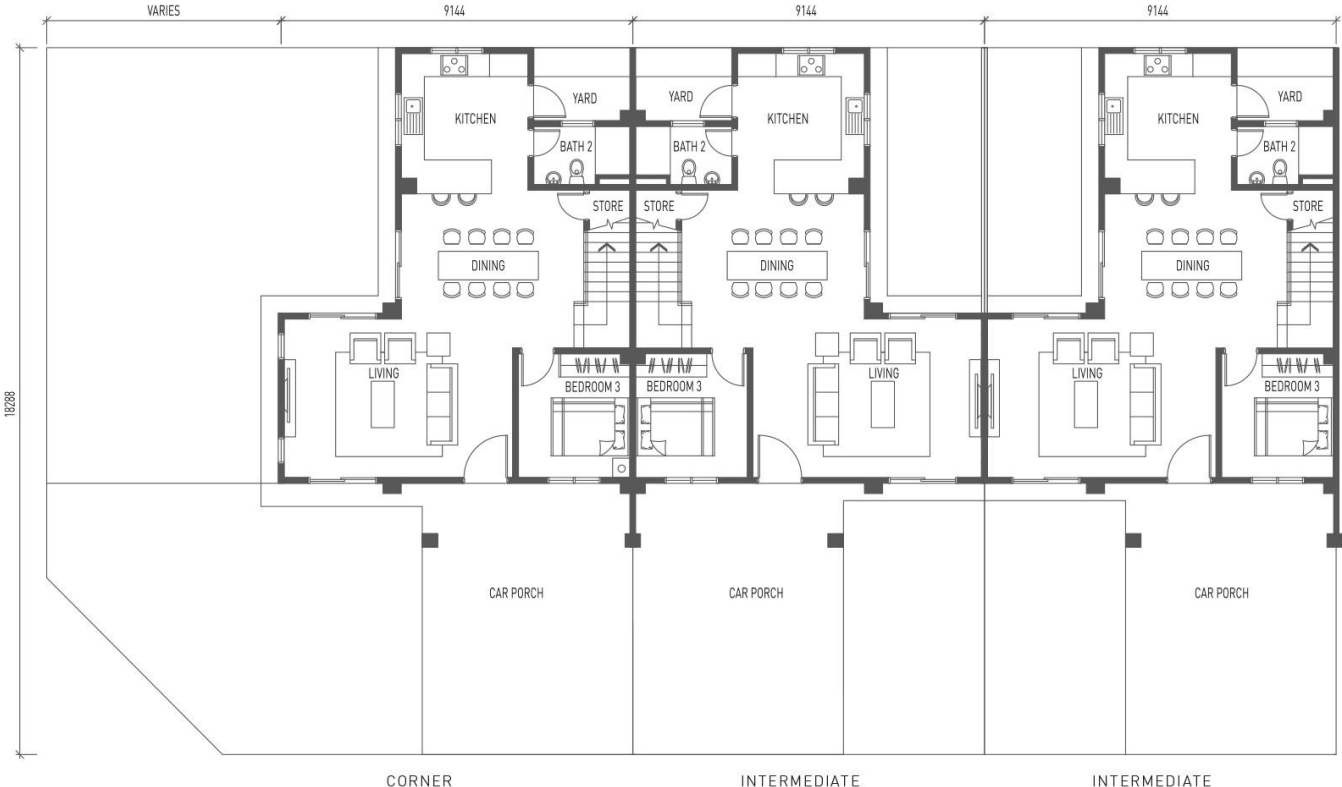 VARIES
9144
9144
9144
YARD
YARD
YARD
KITCHEN
KITCHEN
KITCHEN
BATH 2
BATH 2
BATH 2
STORE
STORE
STORE
DINING
DINING
DINING
LIVING
LIVING
LIVING
BEDROOM 3
BEDROOM 3
BEDROOM 3
18288
CAR PORCH
CAR PORCH
CAR PORCH
CORNER
INTERMEDIATE
INTERMEDIATE